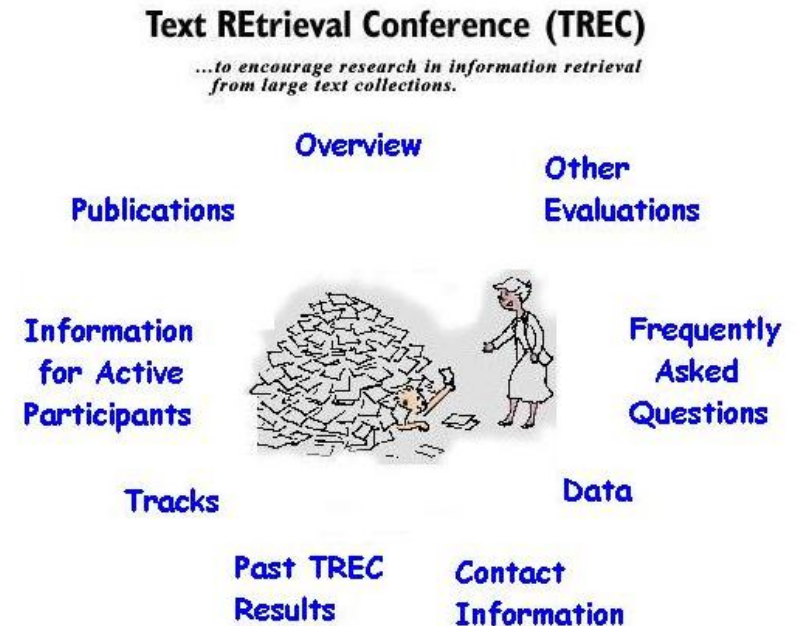 Text REtrieval Conference (TREC)
...to encourage research in information retrieval
from large text collections.
Overview
Other
Evaluations
Publications
Information
for Active
Participants
Frequently
Asked
Questions
Tracks
Data
Past TREC
Results
Contact
Information